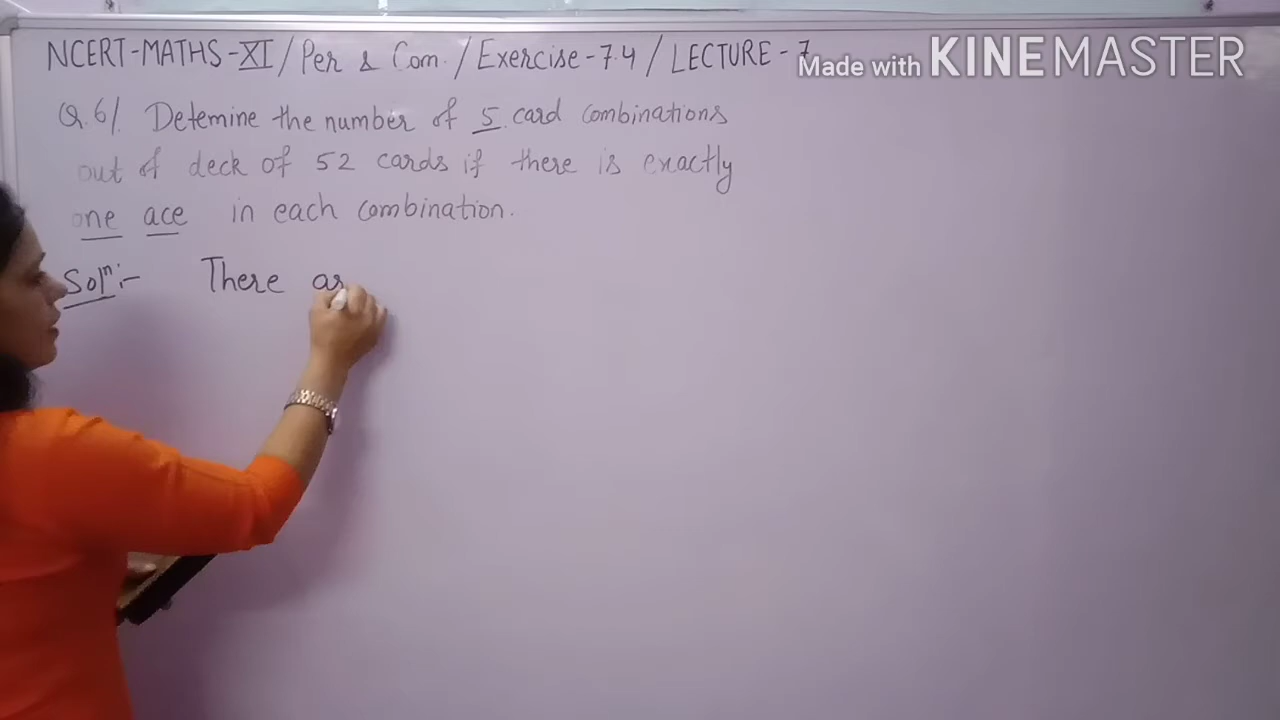 NCERT-MATHS-XI / Per & Com. / Exercise-7.4 / LECTURE-7
Made with KINEMASTER
Q.6/. Detemine the number of 5 card combinations
out of deck of 52 cards if there is exactly
one ace in each combination.
Solⁿ:- There ar